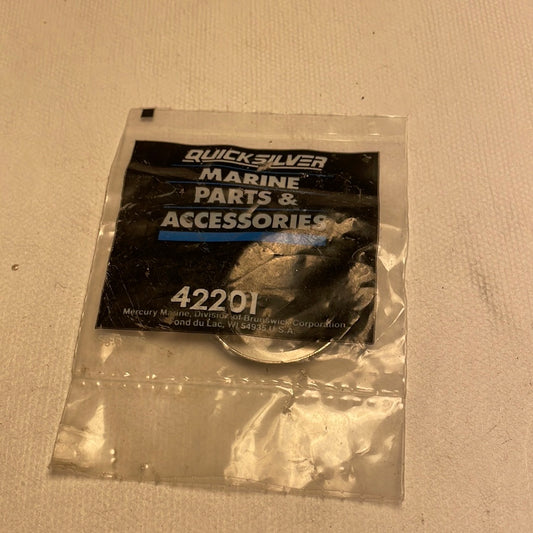 QUICKSILVER
MARINE
PARTS &
ACCESSORIES
42201
Mercury Marine, Division of Brunswick Corporation
Fond du Lac, WI 54935 U.S.A.